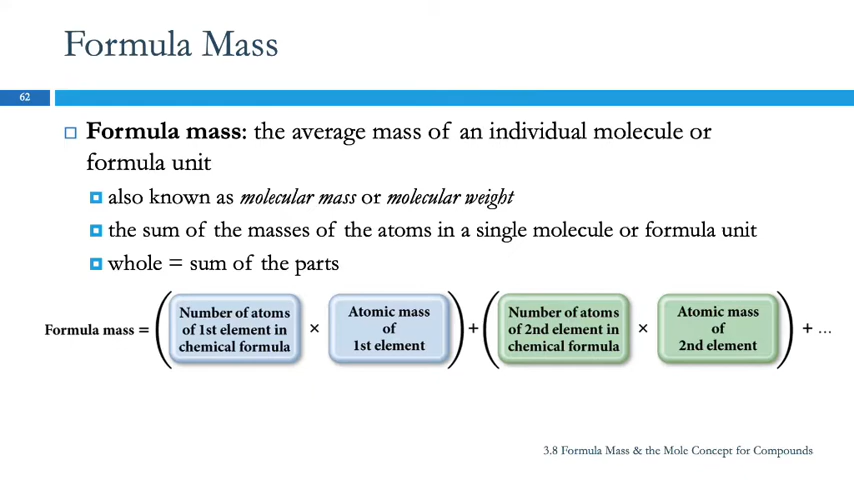 Formula Mass
62
Formula mass: the average mass of an individual molecule or
formula unit
also known as molecular mass or molecular weight
the sum of the masses of the atoms in a single molecule or formula unit
whole = sum of the parts
Formula mass = (Number of atoms of 1st element in chemical formula × Atomic mass of 1st element) + (Number of atoms of 2nd element in chemical formula × Atomic mass of 2nd element) + ...
3.8 Formula Mass & the Mole Concept for Compounds